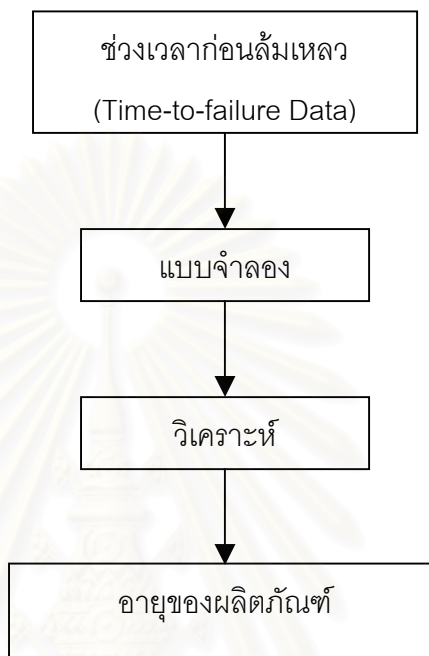 ช่วงเวลาก่อนล้มเหลว
(Time-to-failure Data)
แบบจำลอง
วิเคราะห์
อายุของผลิตภัณฑ์